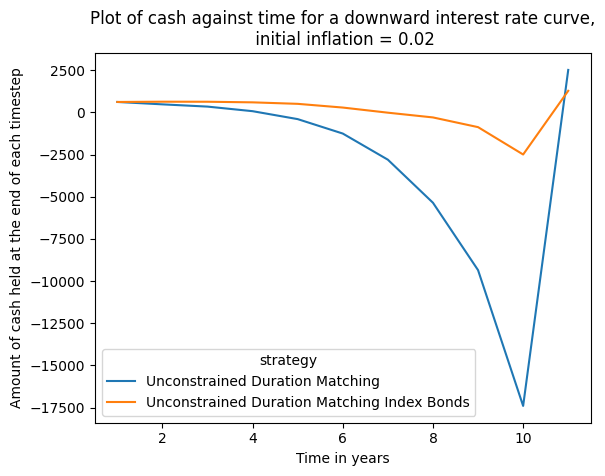 Plot of cash against time for a downward interest rate curve,
initial inflation = 0.02
Amount of cash held at the end of each timestep
2500
0
−2500
−5000
−7500
−10000
−12500
−15000
−17500
strategy
Unconstrained Duration Matching
Unconstrained Duration Matching Index Bonds
2 4 6 8 10
Time in years